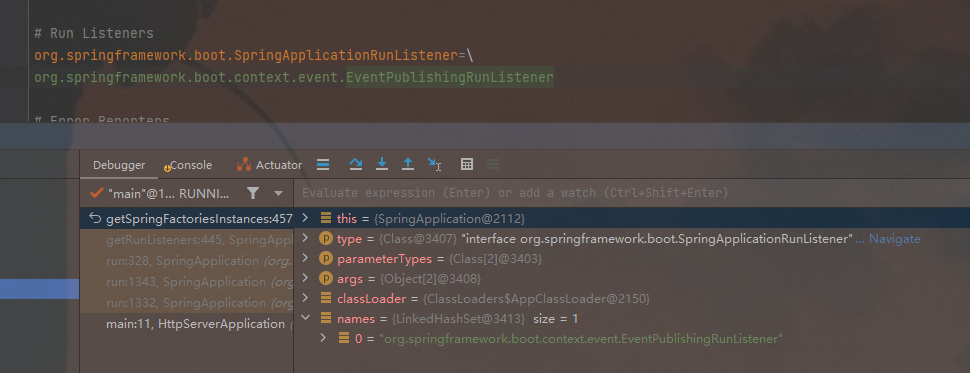 # Run Listeners
org.springframework.boot.SpringApplicationRunListener=\
org.springframework.boot.context.event.EventPublishingRunListener
# Error Reporters
Debugger Console Actuator
"main"@1... RUNNI...
Evaluate expression (Enter) or add a watch (Ctrl+Shift+Enter)
getSpringFactoriesInstances:457
getRunListeners:445, SpringAppl
run:328, SpringApplication (org.
run:1343, SpringApplication (org
run:1332, SpringApplication (org
main:11, HttpServerApplication (
this = {SpringApplication@2112}
type = {Class@3407} "interface org.springframework.boot.SpringApplicationRunListener"... Navigate
parameterTypes = {Class[2]@3403}
args = {Object[2]@3408}
classLoader = {ClassLoaders$AppClassLoader@2150}
names = {LinkedHashSet@3413} size = 1
0 = "org.springframework.boot.context.event.EventPublishingRunListener"